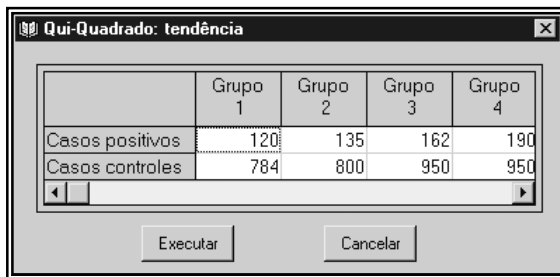 Qui-Quadrado: tendência
Grupo 1 Grupo 2 Grupo 3 Grupo 4
Casos positivos 120 135 162 190
Casos controles 784 800 950 950
Executar Cancelar